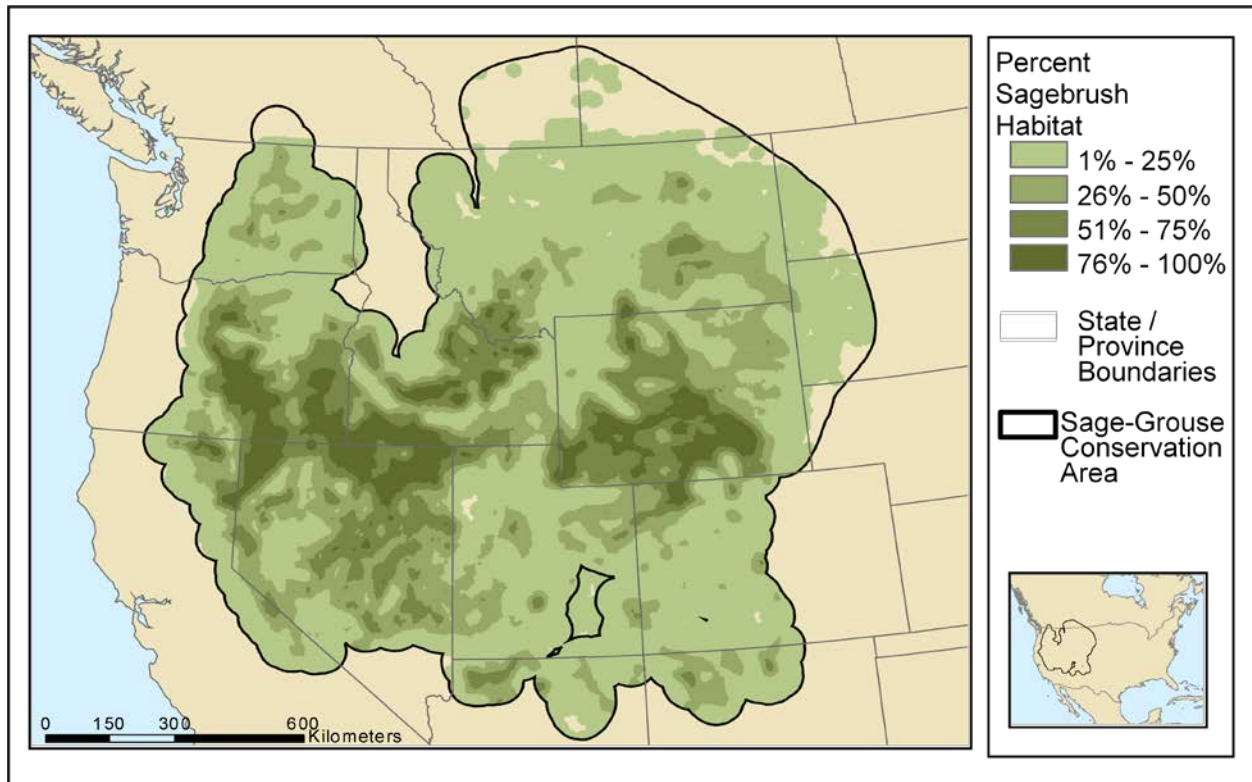 Percent
Sagebrush
Habitat
1% - 25%
26% - 50%
51% - 75%
76% - 100%
State /
Province
Boundaries
Sage-Grouse
Conservation
Area
0 150 300 600
Kilometers